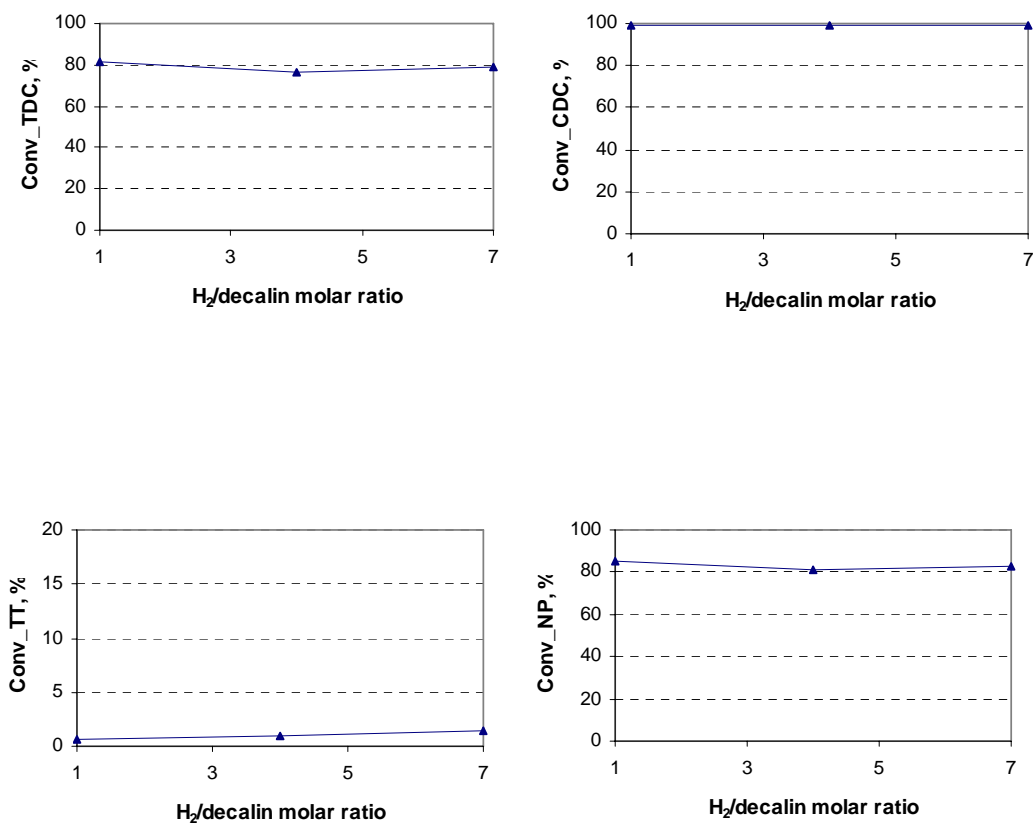 100
80
60
40
20
0
Conv_TDC, %
1 3 5 7
H₂/decalin molar ratio
100
80
60
40
20
0
Conv_CDC, %
1 3 5 7
H₂/decalin molar ratio
20
15
10
5
0
Conv_TT, %
1 3 5 7
H₂/decalin molar ratio
100
80
60
40
20
0
Conv_NP, %
1 3 5 7
H₂/decalin molar ratio